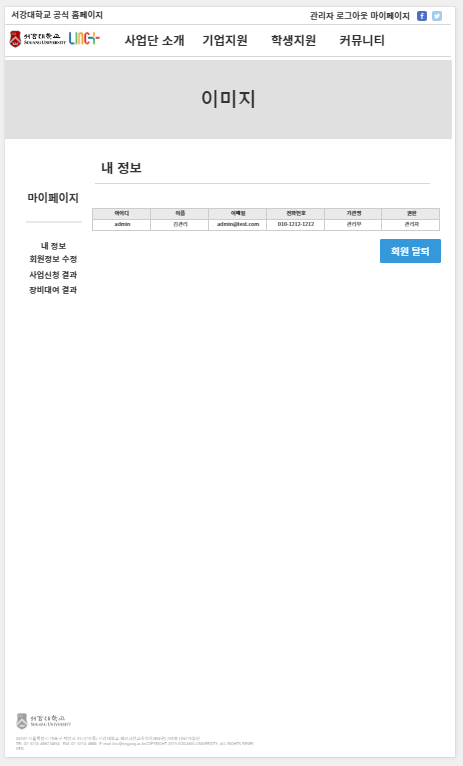 서강대학교 공식 홈페이지
관리자 로그아웃 마이페이지
서강대학교
SOGANG UNIVERSITY
LINC+
사업단 소개 기업지원 학생지원 커뮤니티
이미지
내 정보
마이페이지
아이디 이름 이메일 전화번호 기관명 권한
admin 김관리 admin@test.com 010-1212-1212 관리부 관리자
회원 탈퇴
내 정보
회원정보 수정
사업신청 결과
장비대여 결과
서강대학교
SOGANG UNIVERSITY